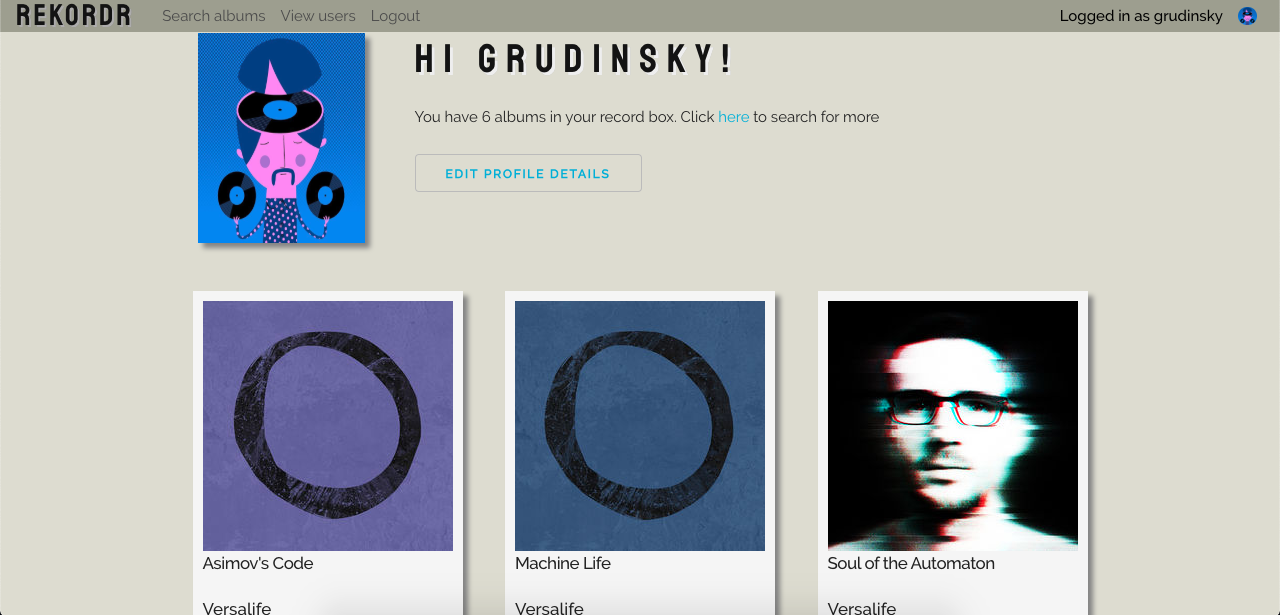 REKORDR Search albums View users Logout Logged in as grudinsky
HI GRUDINSKY!
You have 6 albums in your record box. Click here to search for more
EDIT PROFILE DETAILS
Asimov's Code
Versalife
Machine Life
Versalife
Soul of the Automaton
Versalife